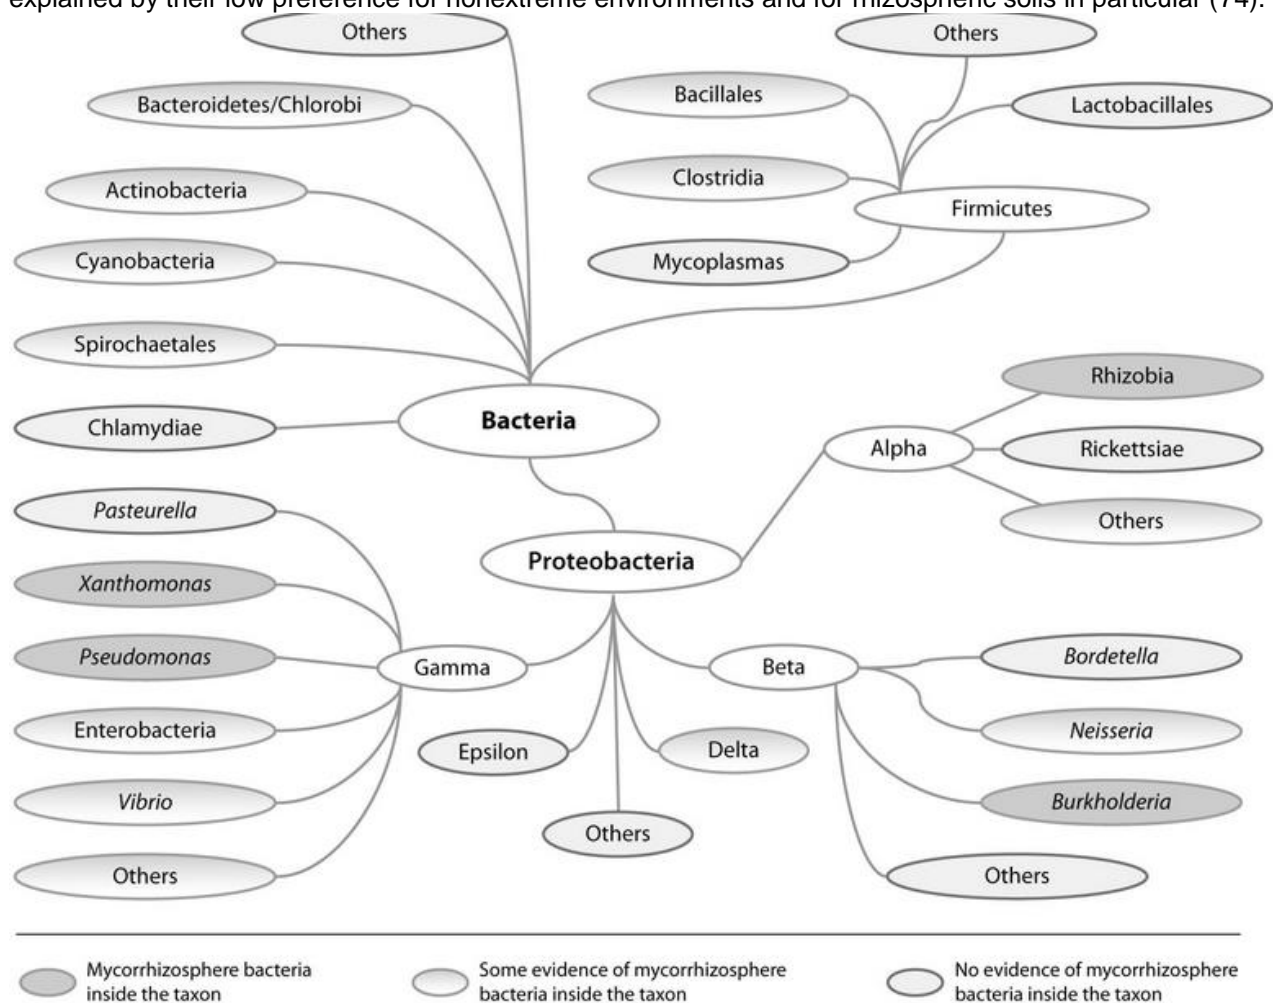 explained by their low preference for nonextreme environments and for rhizospheric soils in particular (74).
Others
Others
Bacteroidetes/Chlorobi
Bacillales
Lactobacillales
Actinobacteria
Clostridia
Firmicutes
Cyanobacteria
Mycoplasmas
Spirochaetales
Rhizobia
Chlamydiae
Bacteria
Alpha
Rickettsiae
Pasteurella
Others
Proteobacteria
Xanthomonas
Pseudomonas
Gamma
Beta
Bordetella
Enterobacteria
Epsilon
Delta
Neisseria
Vibrio
Burkholderia
Others
Others
Others
Mycorrhizosphere bacteria
inside the taxon
Some evidence of mycorrhizosphere
bacteria inside the taxon
No evidence of mycorrhizosphere
bacteria inside the taxon